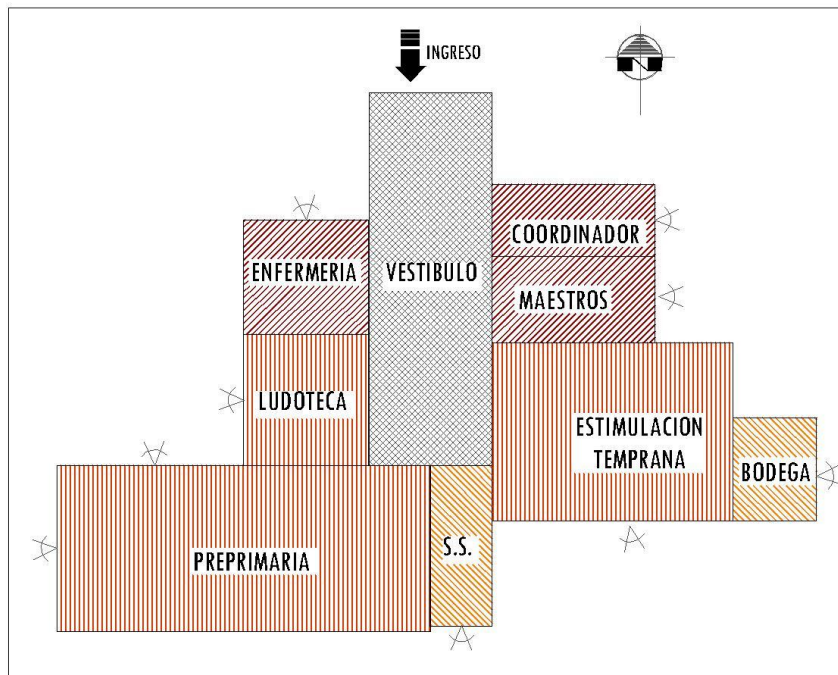 INGRESO
N
COORDINADOR
ENFERMERIA
VESTIBULO
MAESTROS
LUDOTECA
ESTIMULACION
TEMPRANA
BODEGA
S.S.
PREPRIMARIA